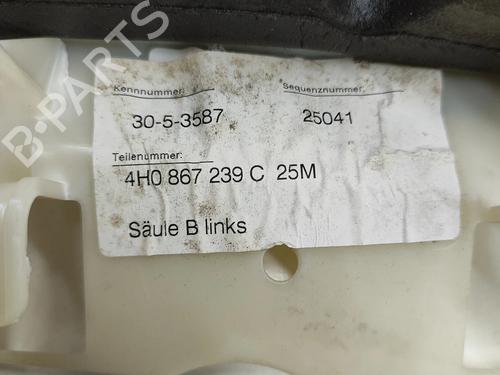 B-PARTS
Kennnummer:
Sequenznummer:
30-5-3587
25041
Teilenummer:
4H0 867 239 C 25M
Säule B links